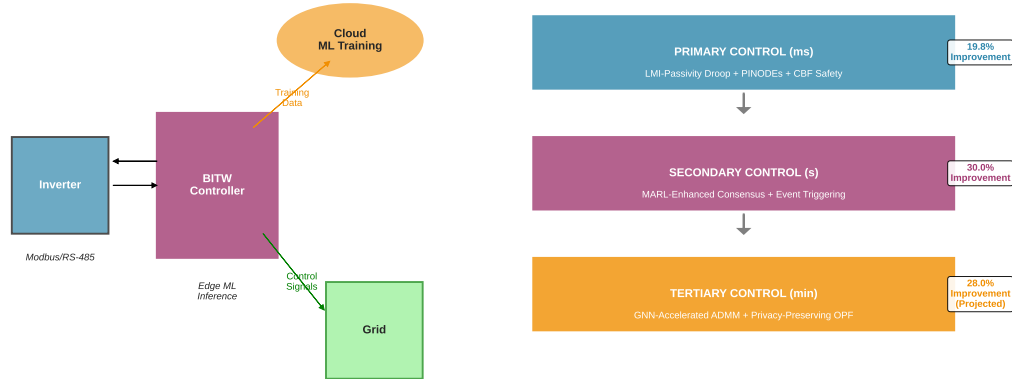 Cloud
ML Training
Training
Data
Inverter
BITW
Controller
Modbus/RS-485
Edge ML
Inference
Control
Signals
Grid
PRIMARY CONTROL (ms)
LMI-Passivity Droop + PINODEs + CBF Safety
19.8%
Improvement
SECONDARY CONTROL (s)
MARL-Enhanced Consensus + Event Triggering
30.0%
Improvement
TERTIARY CONTROL (min)
GNN-Accelerated ADMM + Privacy-Preserving OPF
28.0%
Improvement
(Projected)